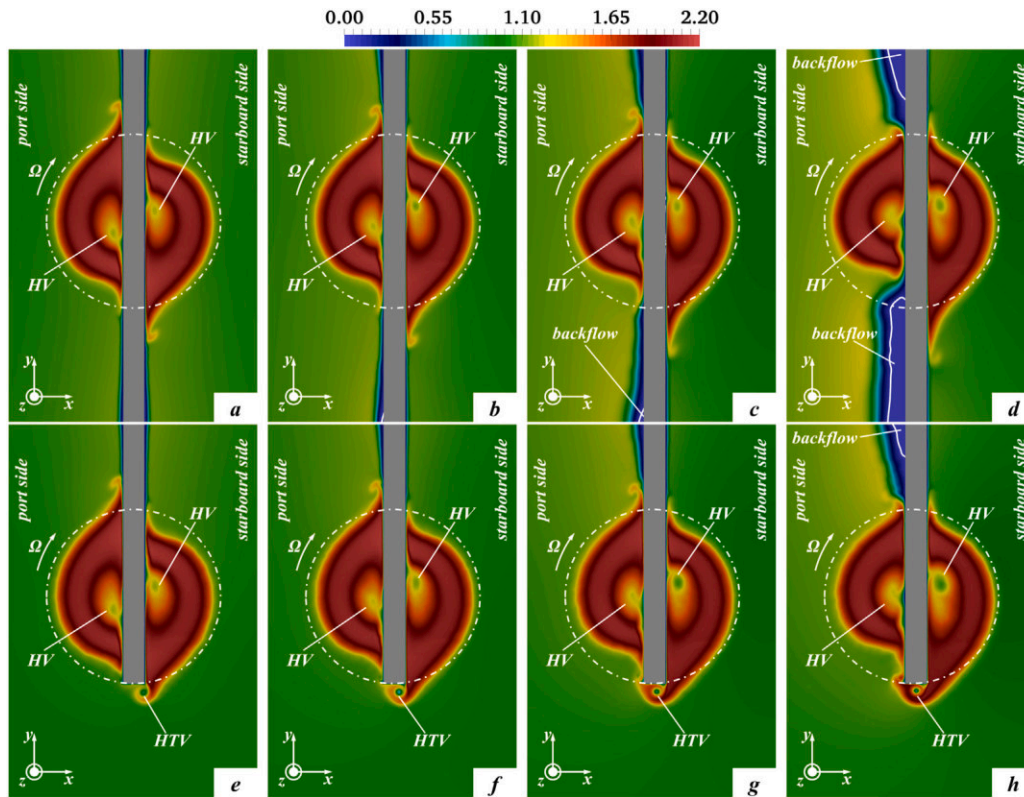 0.00 0.55 1.10 1.65 2.20
port side
starboard side
Ω
HV
HV
y
z
x
a
port side
starboard side
Ω
HV
HV
y
z
x
b
port side
starboard side
Ω
HV
HV
backflow
y
z
x
c
backflow
port side
starboard side
Ω
HV
HV
backflow
y
z
x
d
port side
starboard side
Ω
HV
HV
HTV
y
z
x
e
port side
starboard side
Ω
HV
HV
HTV
y
z
x
f
port side
starboard side
Ω
HV
HV
HTV
y
z
x
g
backflow
port side
starboard side
Ω
HV
HV
HTV
y
z
x
h